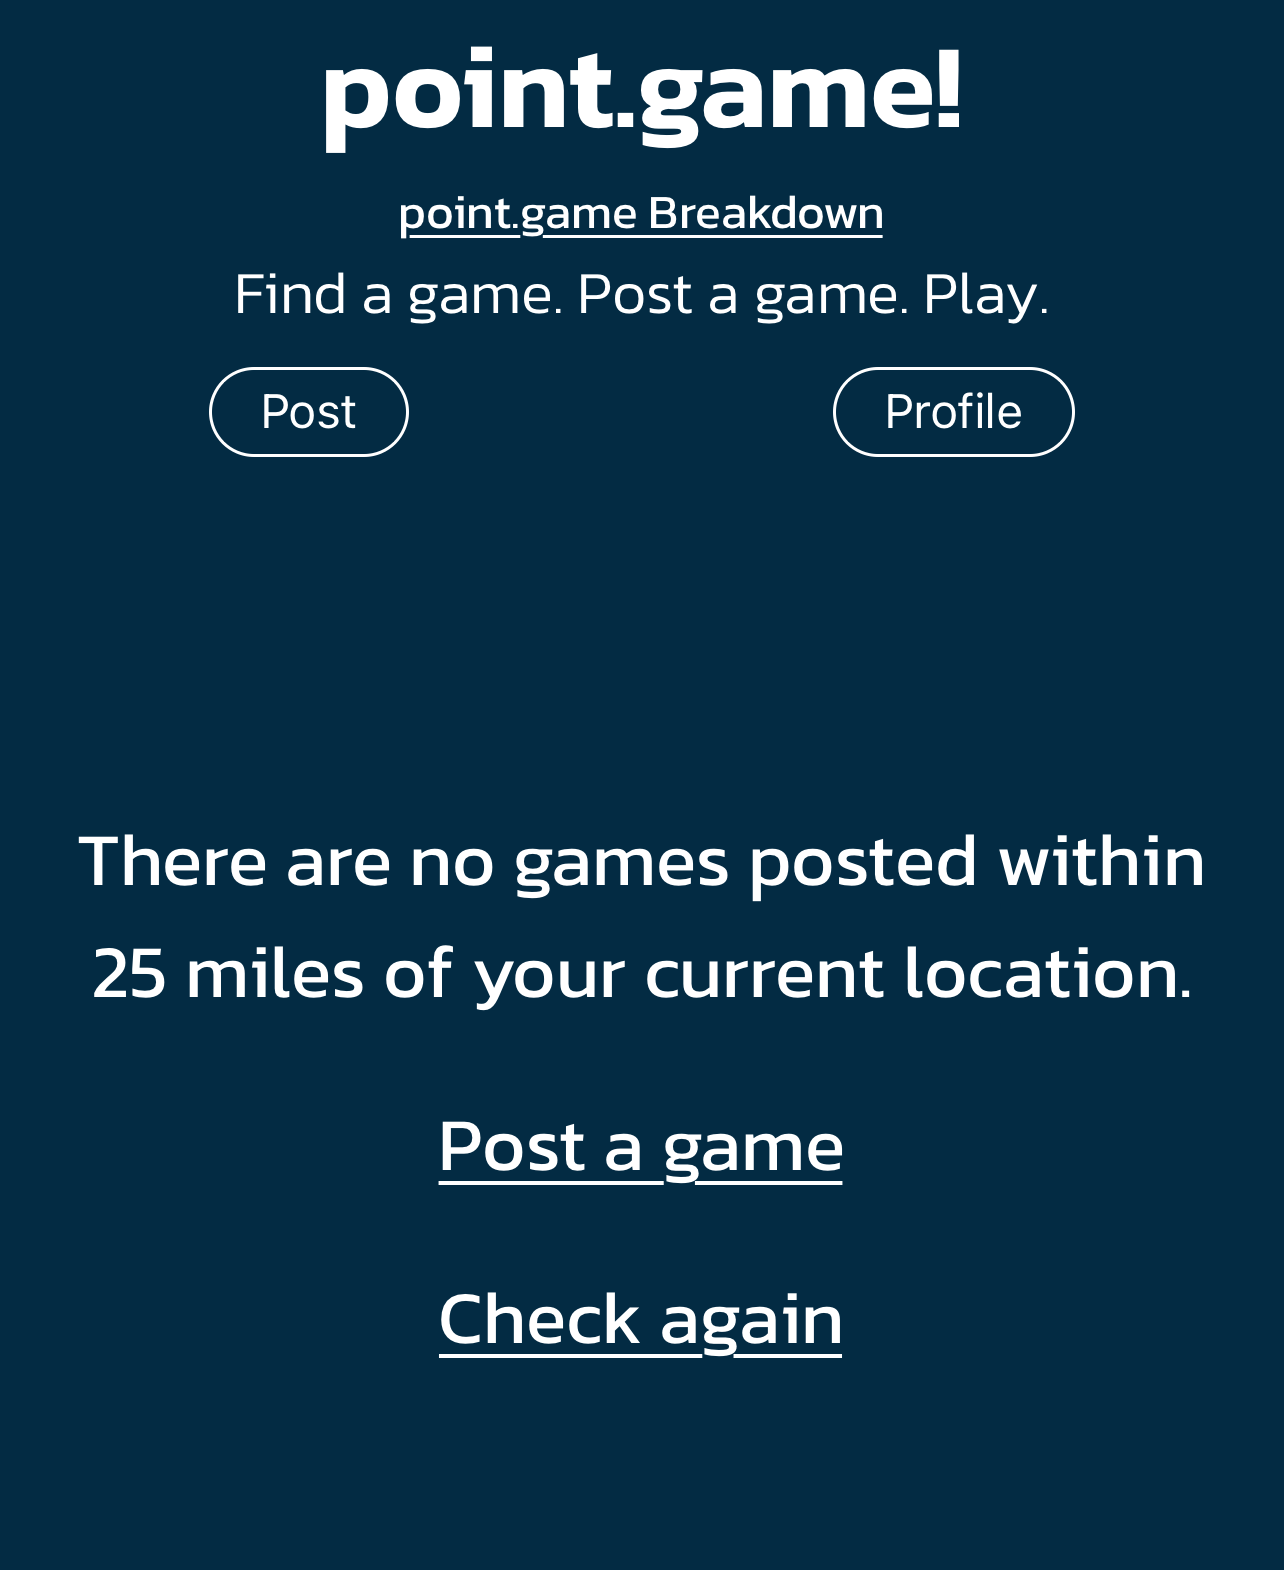 point.game!
point.game Breakdown
Find a game. Post a game. Play.
Post
Profile
There are no games posted within
25 miles of your current location.
Post a game
Check again